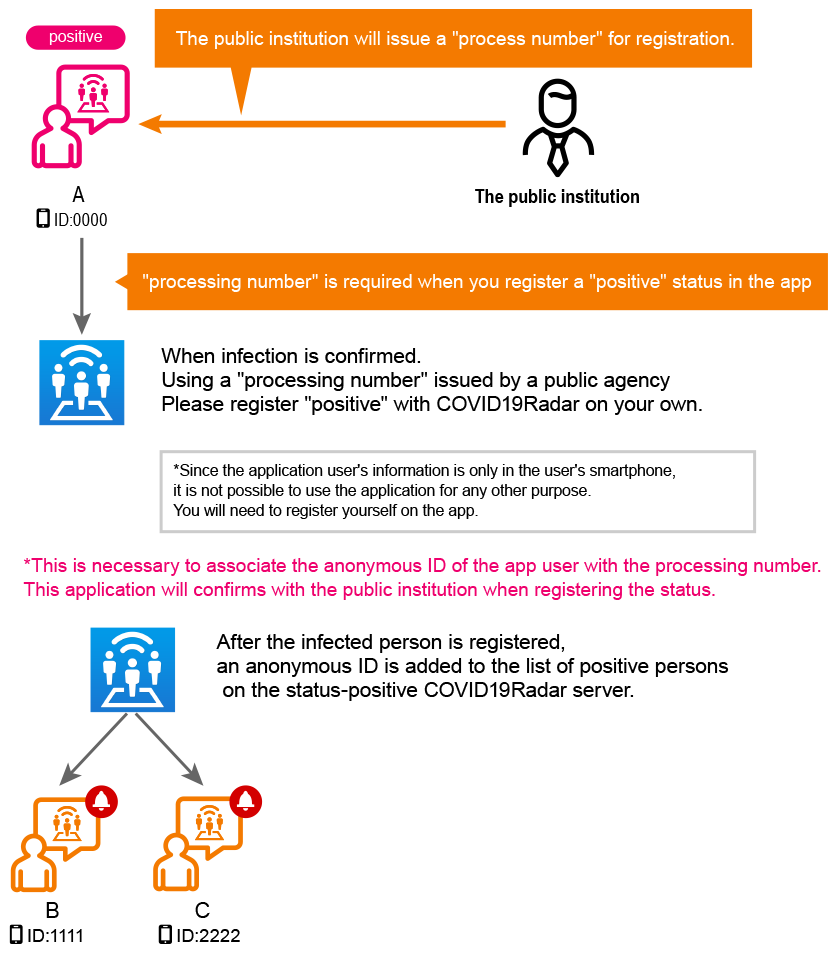 positive
The public institution will issue a "process number" for registration.
The public institution
A
ID:0000
"processing number" is required when you register a "positive" status in the app
When infection is confirmed.
Using a "processing number" issued by a public agency
Please register "positive" with COVID19Radar on your own.
*Since the application user's information is only in the user's smartphone,
it is not possible to use the application for any other purpose.
You will need to register yourself on the app.
*This is necessary to associate the anonymous ID of the app user with the processing number.
This application will confirms with the public institution when registering the status.
After the infected person is registered,
an anonymous ID is added to the list of positive persons
on the status-positive COVID19Radar server.
B
ID:1111
C
ID:2222